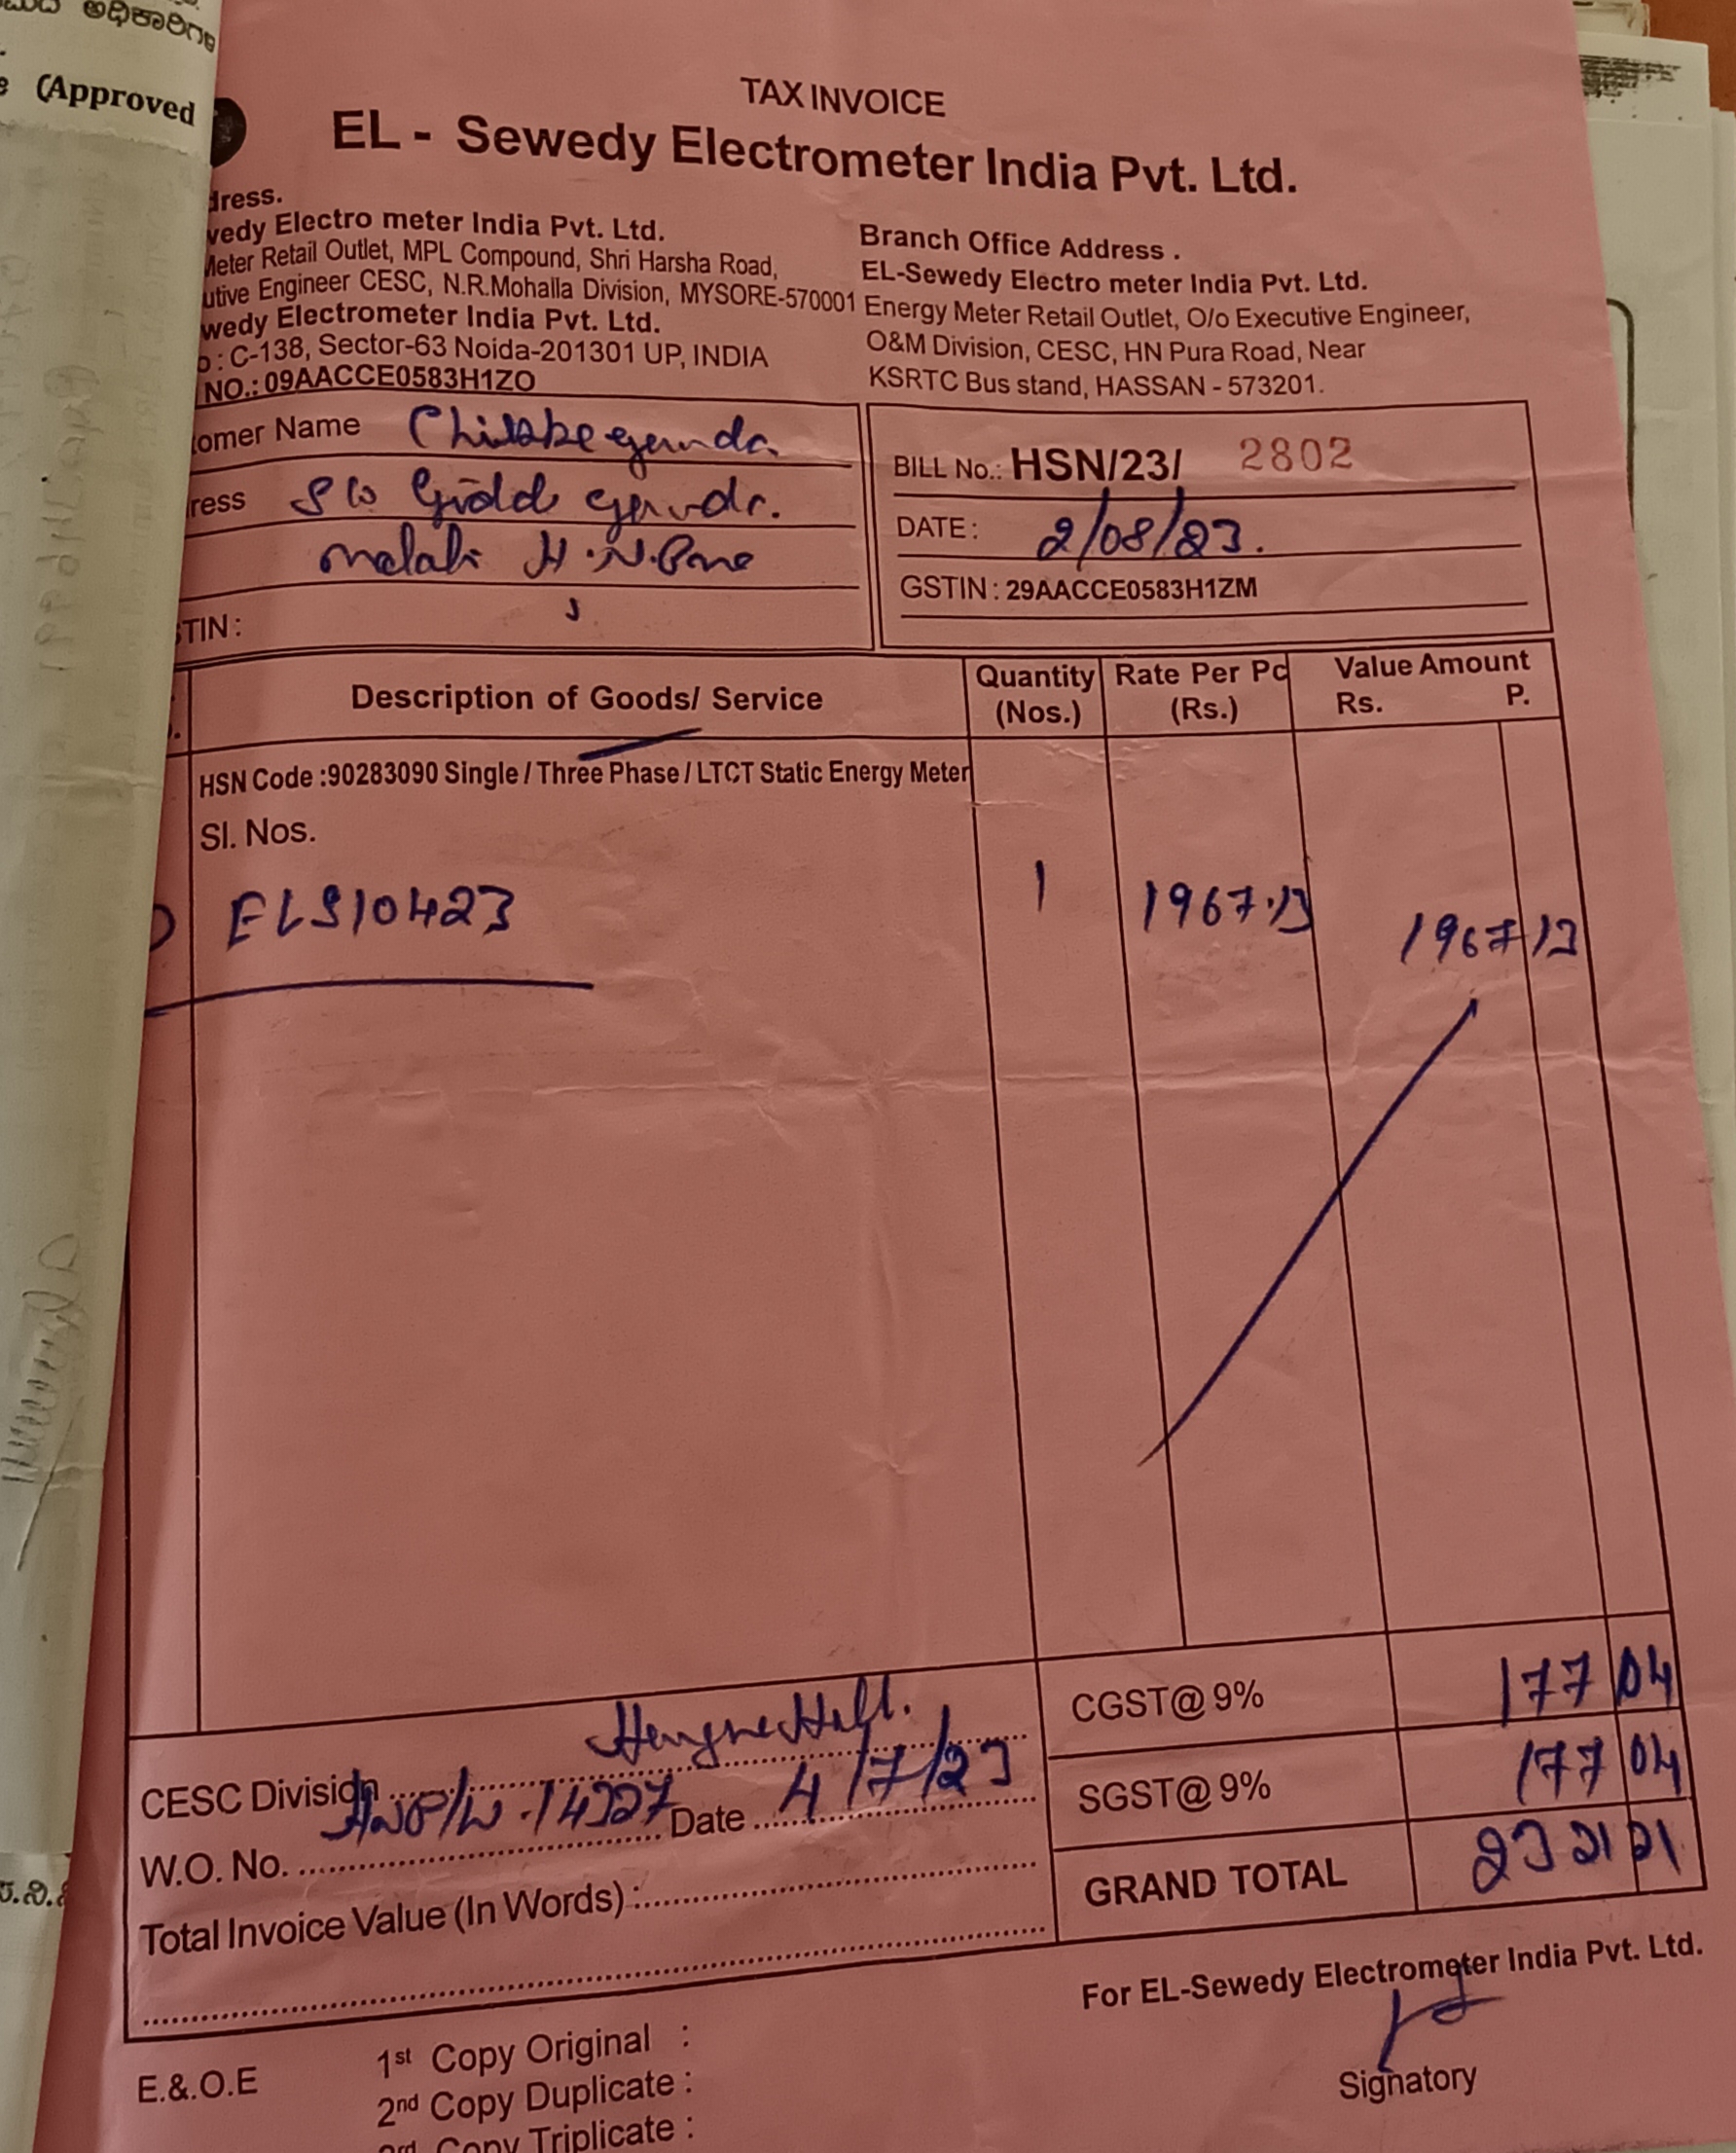 ಅಧಿಕಾರಿಗಳ
(Approved
TAX INVOICE
EL - Sewedy Electrometer India Pvt. Ltd.
dress.
wedy Electro meter India Pvt. Ltd.
Meter Retail Outlet, MPL Compound, Shri Harsha Road,
utive Engineer CESC, N.R.Mohalla Division, MYSORE-570001
wedy Electrometer India Pvt. Ltd.
o : C-138, Sector-63 Noida-201301 UP, INDIA
NO.: 09AACCE0583H1ZO
Branch Office Address .
EL-Sewedy Electro meter India Pvt. Ltd.
Energy Meter Retail Outlet, O/o Executive Engineer,
O&M Division, CESC, HN Pura Road, Near
KSRTC Bus stand, HASSAN - 573201.
omer Name
ress S/o gowda.
H.N.Pura
STIN :
BILL No.: HSN/23/ 2802
DATE : 2/08/23.
GSTIN : 29AACCE0583H1ZM
Description of Goods/ Service
Quantity (Nos.)
Rate Per Pc (Rs.)
Value Amount
Rs. P.
HSN Code :90283090 Single / Three Phase / LTCT Static Energy Meter
Sl. Nos.
ELS10423 1 1967.13 1967 13
CGST@ 9% 177 04
SGST@ 9% 177 04
GRAND TOTAL 2321 21
CESC Division
W.O. No. Date 4/7/23
Total Invoice Value (In Words) :
For EL-Sewedy Electrometer India Pvt. Ltd.
Signatory
E.&.O.E
1st Copy Original :
2nd Copy Duplicate :
3rd Copy Triplicate :